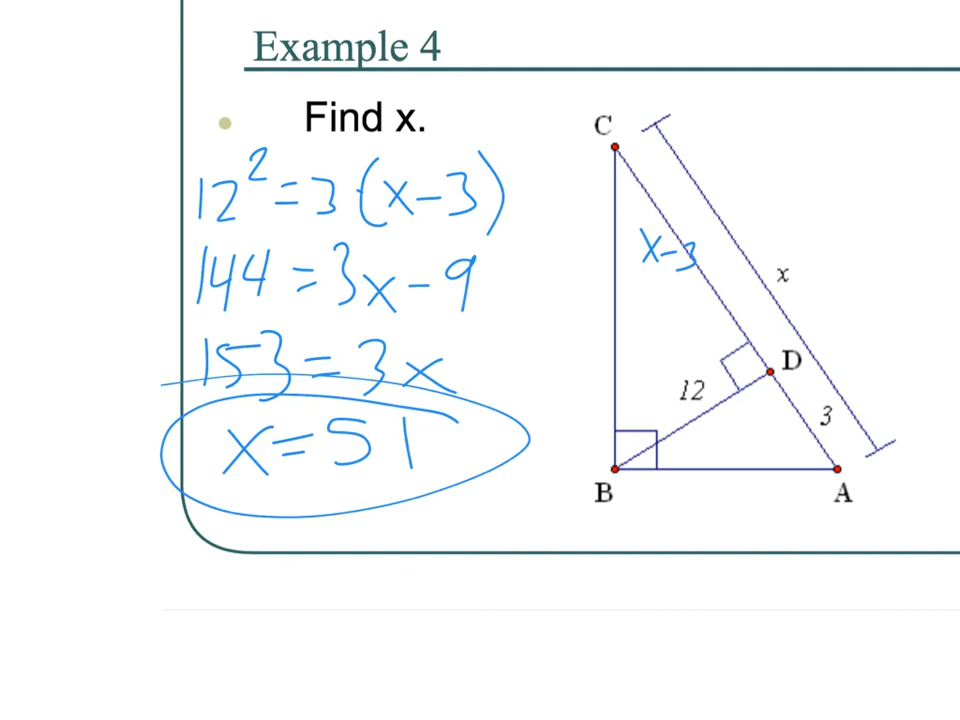 Example 4
Find x.
12² = 3(x-3)
144 = 3x - 9
153 = 3x
x = 51
C
x-3
x
D
12
3
B
A